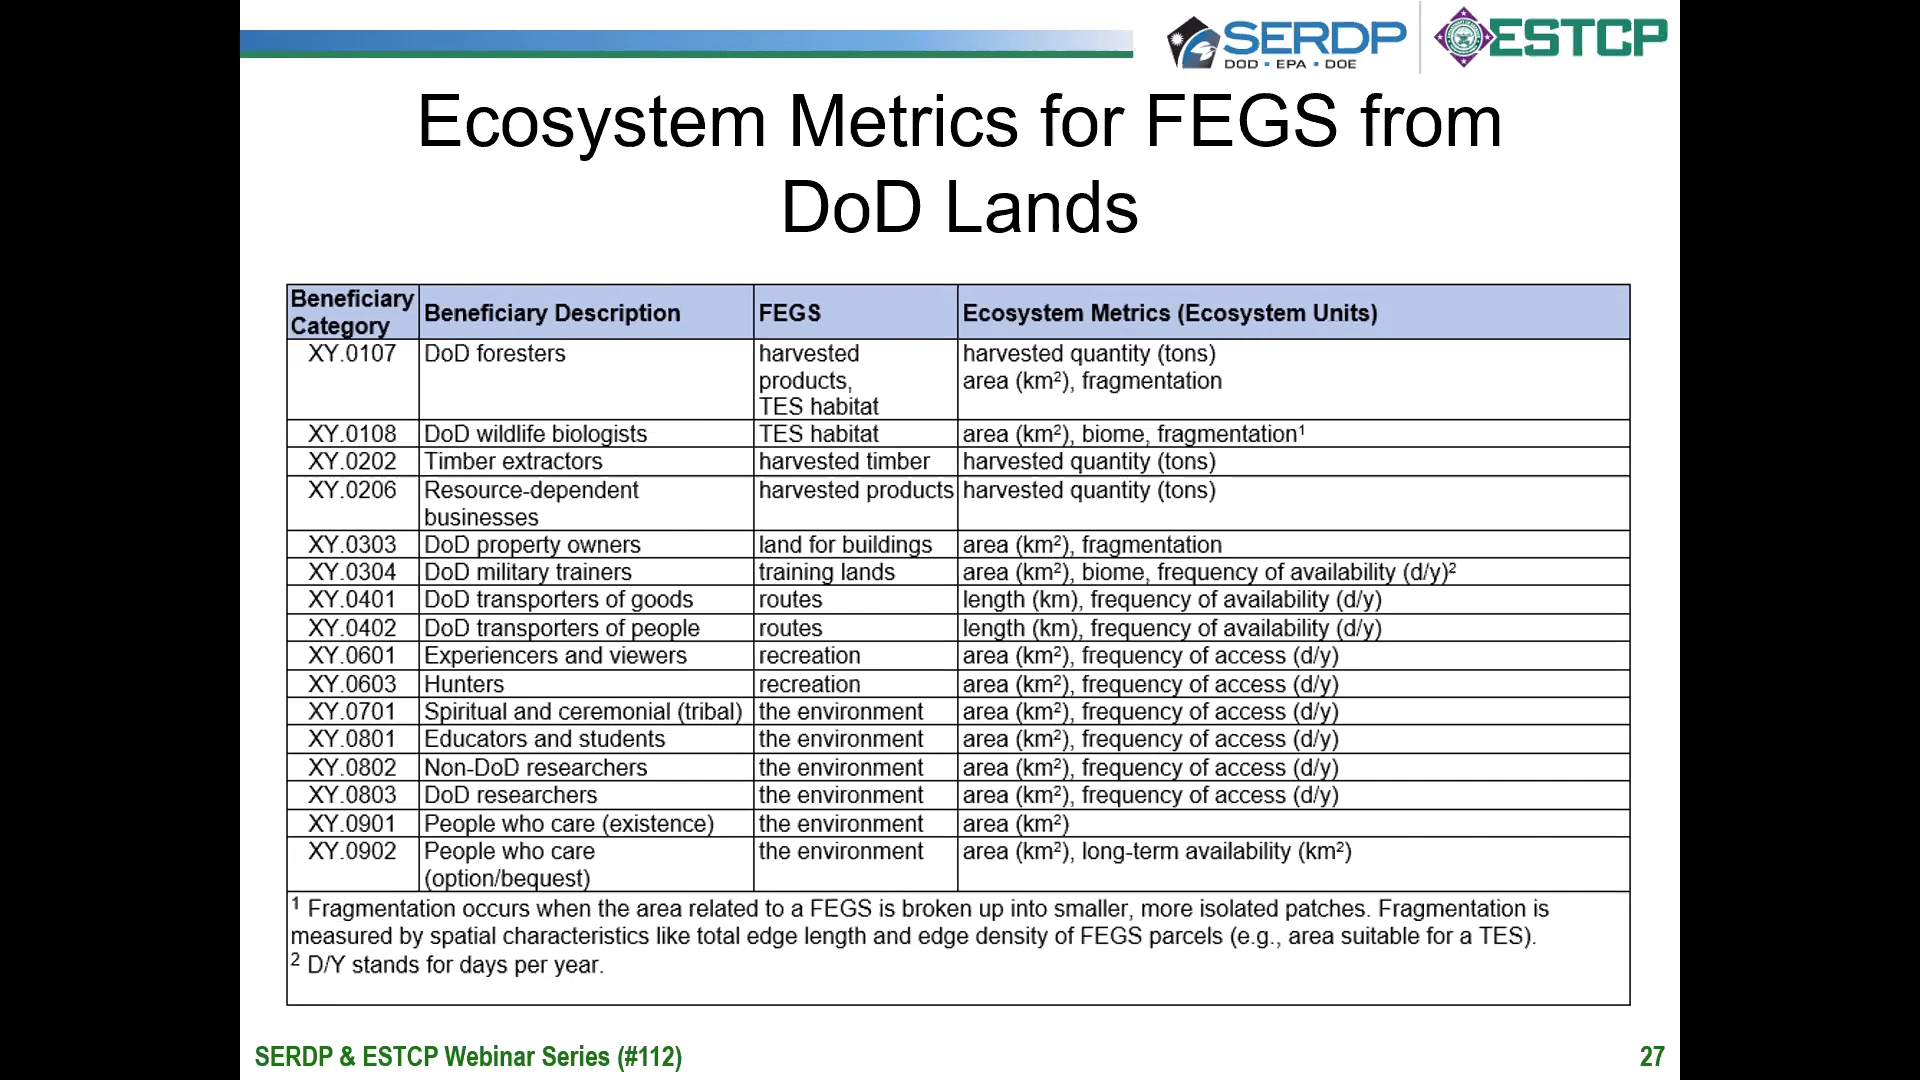 SERDP
DOD ▪ EPA ▪ DOE
ESTCP
Ecosystem Metrics for FEGS from
DoD Lands
Beneficiary Category | Beneficiary Description | FEGS | Ecosystem Metrics (Ecosystem Units)
XY.0107 | DoD foresters | harvested products, TES habitat | harvested quantity (tons) area (km²), fragmentation
XY.0108 | DoD wildlife biologists | TES habitat | area (km²), biome, fragmentation¹
XY.0202 | Timber extractors | harvested timber | harvested quantity (tons)
XY.0206 | Resource-dependent businesses | harvested products | harvested quantity (tons)
XY.0303 | DoD property owners | land for buildings | area (km²), fragmentation
XY.0304 | DoD military trainers | training lands | area (km²), biome, frequency of availability (d/y)²
XY.0401 | DoD transporters of goods | routes | length (km), frequency of availability (d/y)
XY.0402 | DoD transporters of people | routes | length (km), frequency of availability (d/y)
XY.0601 | Experiencers and viewers | recreation | area (km²), frequency of access (d/y)
XY.0603 | Hunters | recreation | area (km²), frequency of access (d/y)
XY.0701 | Spiritual and ceremonial (tribal) | the environment | area (km²), frequency of access (d/y)
XY.0801 | Educators and students | the environment | area (km²), frequency of access (d/y)
XY.0802 | Non-DoD researchers | the environment | area (km²), frequency of access (d/y)
XY.0803 | DoD researchers | the environment | area (km²), frequency of access (d/y)
XY.0901 | People who care (existence) | the environment | area (km²)
XY.0902 | People who care (option/bequest) | the environment | area (km²), long-term availability (km²)
¹ Fragmentation occurs when the area related to a FEGS is broken up into smaller, more isolated patches. Fragmentation is
measured by spatial characteristics like total edge length and edge density of FEGS parcels (e.g., area suitable for a TES).
² D/Y stands for days per year.
SERDP & ESTCP Webinar Series (#112)
27